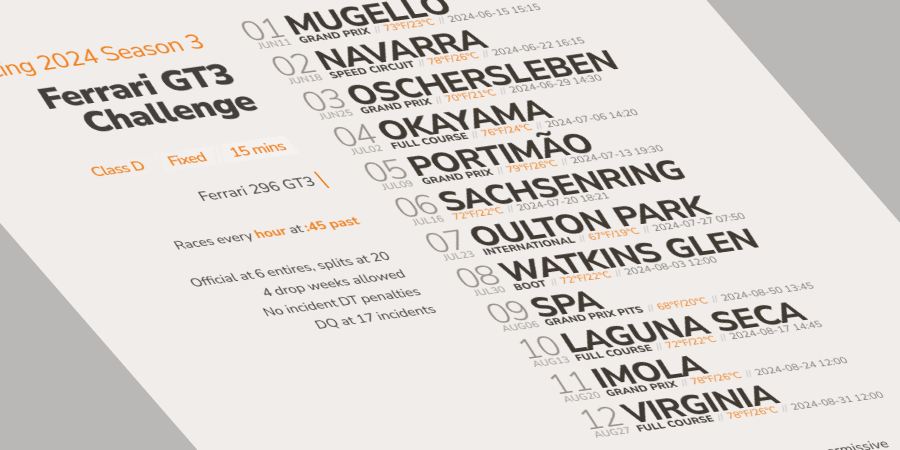 ing 2024 Season 3
Ferrari GT3
Challenge
Class D Fixed 15 mins
Ferrari 296 GT3
Races every hour at :45 past
Official at 6 entires, splits at 20
4 drop weeks allowed
No incident DT penalties
DQ at 17 incidents
01 MUGELLO
JUN11 GRAND PRIX // 73°F/23°C // 2024-06-15 15:15
02 NAVARRA
JUN18 SPEED CIRCUIT // 78°F/26°C // 2024-06-22 16:15
03 OSCHERSLEBEN
JUN25 GRAND PRIX // 70°F/21°C // 2024-06-29 14:30
04 OKAYAMA
JUL02 FULL COURSE // 76°F/24°C // 2024-07-06 14:20
05 PORTIMÃO
JUL09 GRAND PRIX // 79°F/26°C // 2024-07-13 19:30
06 SACHSENRING
JUL16 72°F/22°C // 2024-07-20 18:21
07 OULTON PARK
JUL23 INTERNATIONAL // 67°F/19°C // 2024-07-27 07:50
08 WATKINS GLEN
JUL30 BOOT // 72°F/22°C // 2024-08-03 12:00
09 SPA
AUG06 GRAND PRIX PITS // 68°F/20°C // 2024-08-50 13:45
10 LAGUNA SECA
AUG13 FULL COURSE // 72°F/22°C // 2024-08-17 14:45
11 IMOLA
AUG20 GRAND PRIX // 78°F/26°C // 2024-08-24 12:00
12 VIRGINIA
AUG27 FULL COURSE // 78°F/26°C // 2024-08-31 12:00
ermissive